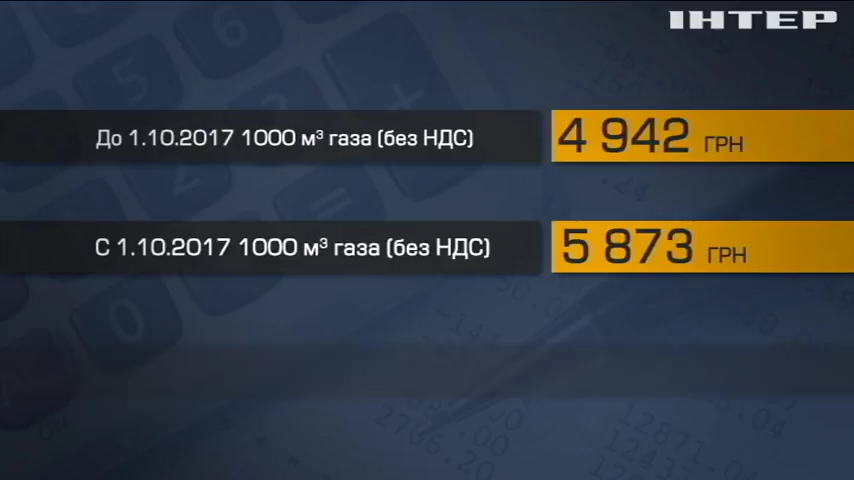 ІНТЕР
До 1.10.2017 1000 м³ газа (без НДС)
4 942 ГРН
С 1.10.2017 1000 м³ газа (без НДС)
5 873 ГРН